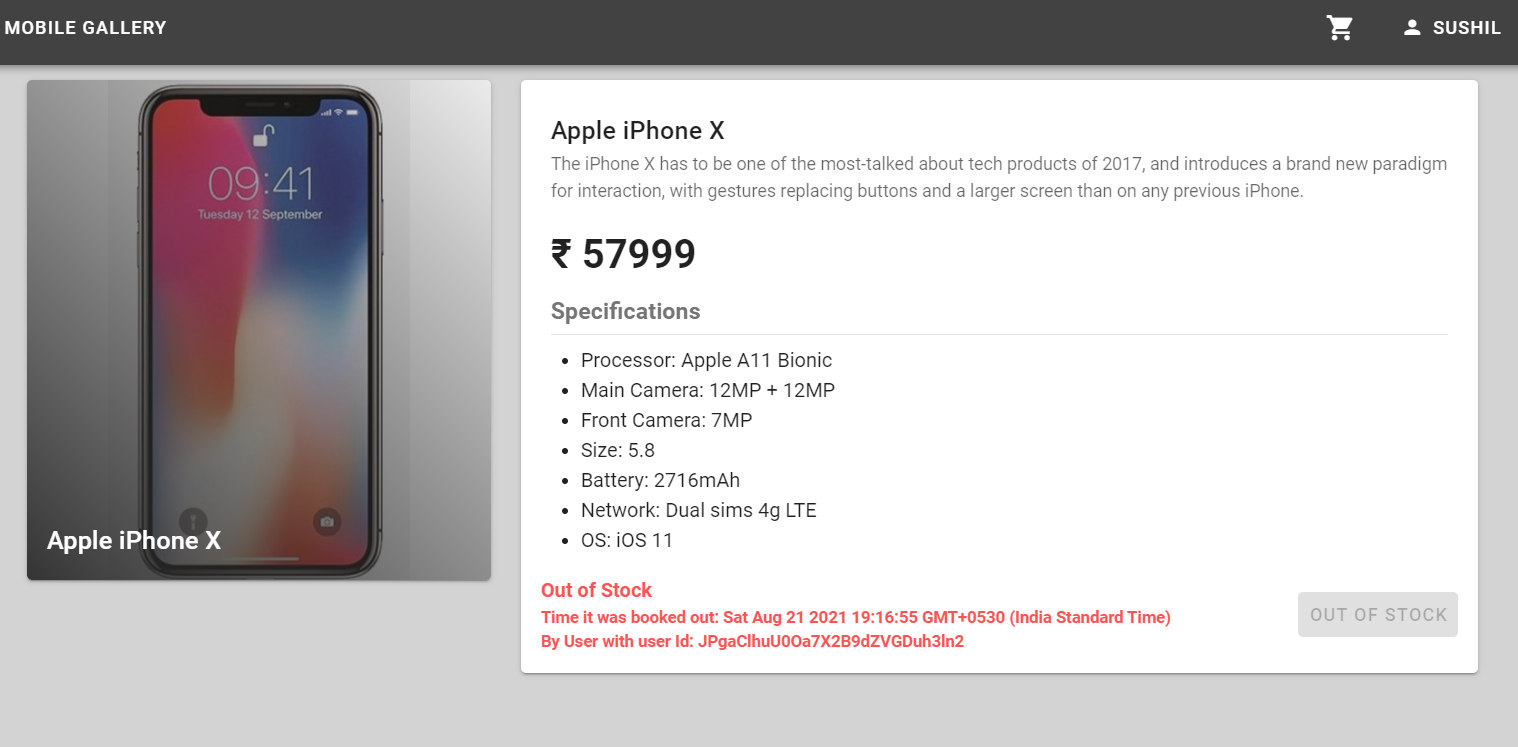 MOBILE GALLERY
SUSHIL
09:41
Tuesday 12 September
Apple iPhone X
Apple iPhone X
The iPhone X has to be one of the most-talked about tech products of 2017, and introduces a brand new paradigm
for interaction, with gestures replacing buttons and a larger screen than on any previous iPhone.
₹ 57999
Specifications
• Processor: Apple A11 Bionic
• Main Camera: 12MP + 12MP
• Front Camera: 7MP
• Size: 5.8
• Battery: 2716mAh
• Network: Dual sims 4g LTE
• OS: iOS 11
Out of Stock
Time it was booked out: Sat Aug 21 2021 19:16:55 GMT+0530 (India Standard Time)
By User with user Id: JPgaClhuU0Oa7X2B9dZVGDuh3ln2
OUT OF STOCK